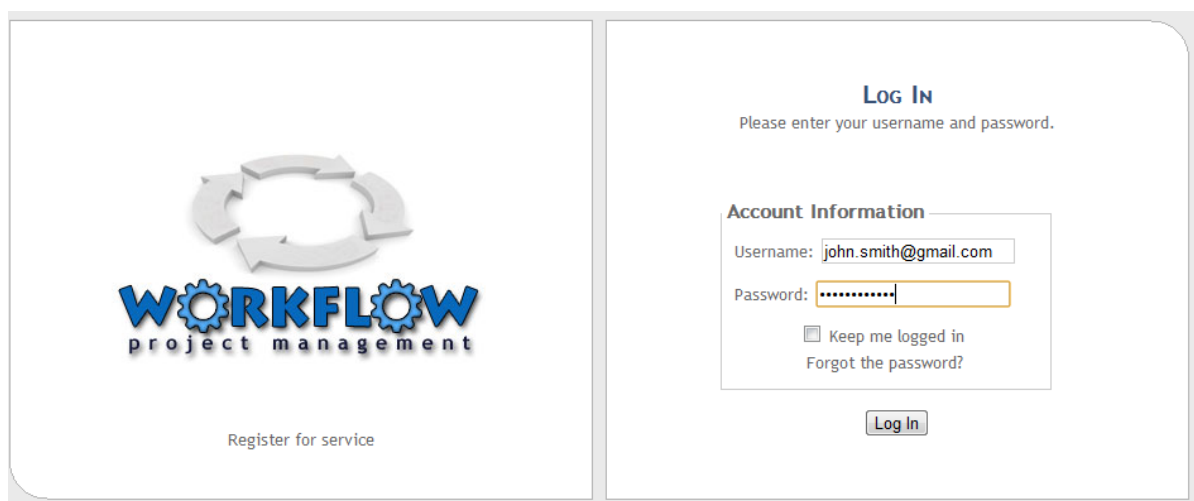 WORKFLOW
project management
Register for service
Log In
Please enter your username and password.
Account Information
Username: john.smith@gmail.com
Password: ••••••••••••
Keep me logged in
Forgot the password?
Log In